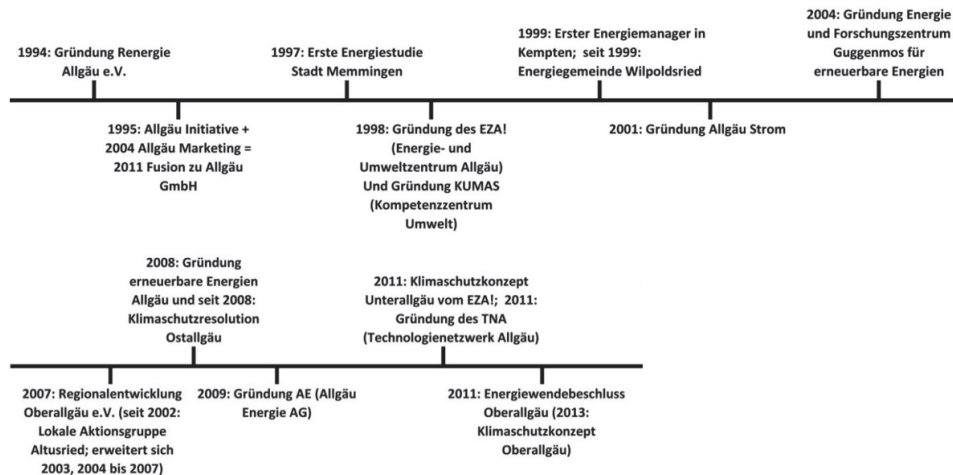 1994: Gründung Renergie
Allgäu e.V.
1995: Allgäu Initiative +
2004 Allgäu Marketing =
2011 Fusion zu Allgäu
GmbH
1997: Erste Energiestudie
Stadt Memmingen
1998: Gründung des EZA!
(Energie- und
Umweltzentrum Allgäu)
Und Gründung KUMAS
(Kompetenzzentrum
Umwelt)
1999: Erster Energiemanager in
Kempten; seit 1999:
Energiegemeinde Wilpoldsried
2001: Gründung Allgäu Strom
2004: Gründung Energie
und Forschungszentrum
Guggenmos für
erneuerbare Energien
2007: Regionalentwicklung
Oberallgäu e.V. (seit 2002:
Lokale Aktionsgruppe
Altusried; erweitert sich
2003, 2004 bis 2007)
2008: Gründung
erneuerbare Energien
Allgäu und seit 2008:
Klimaschutzresolution
Ostallgäu
2009: Gründung AE (Allgäu
Energie AG)
2011: Klimaschutzkonzept
Unterallgäu vom EZA!; 2011:
Gründung des TNA
(Technologienetzwerk Allgäu)
2011: Energiewendebeschluss
Oberallgäu (2013:
Klimaschutzkonzept
Oberallgäu)